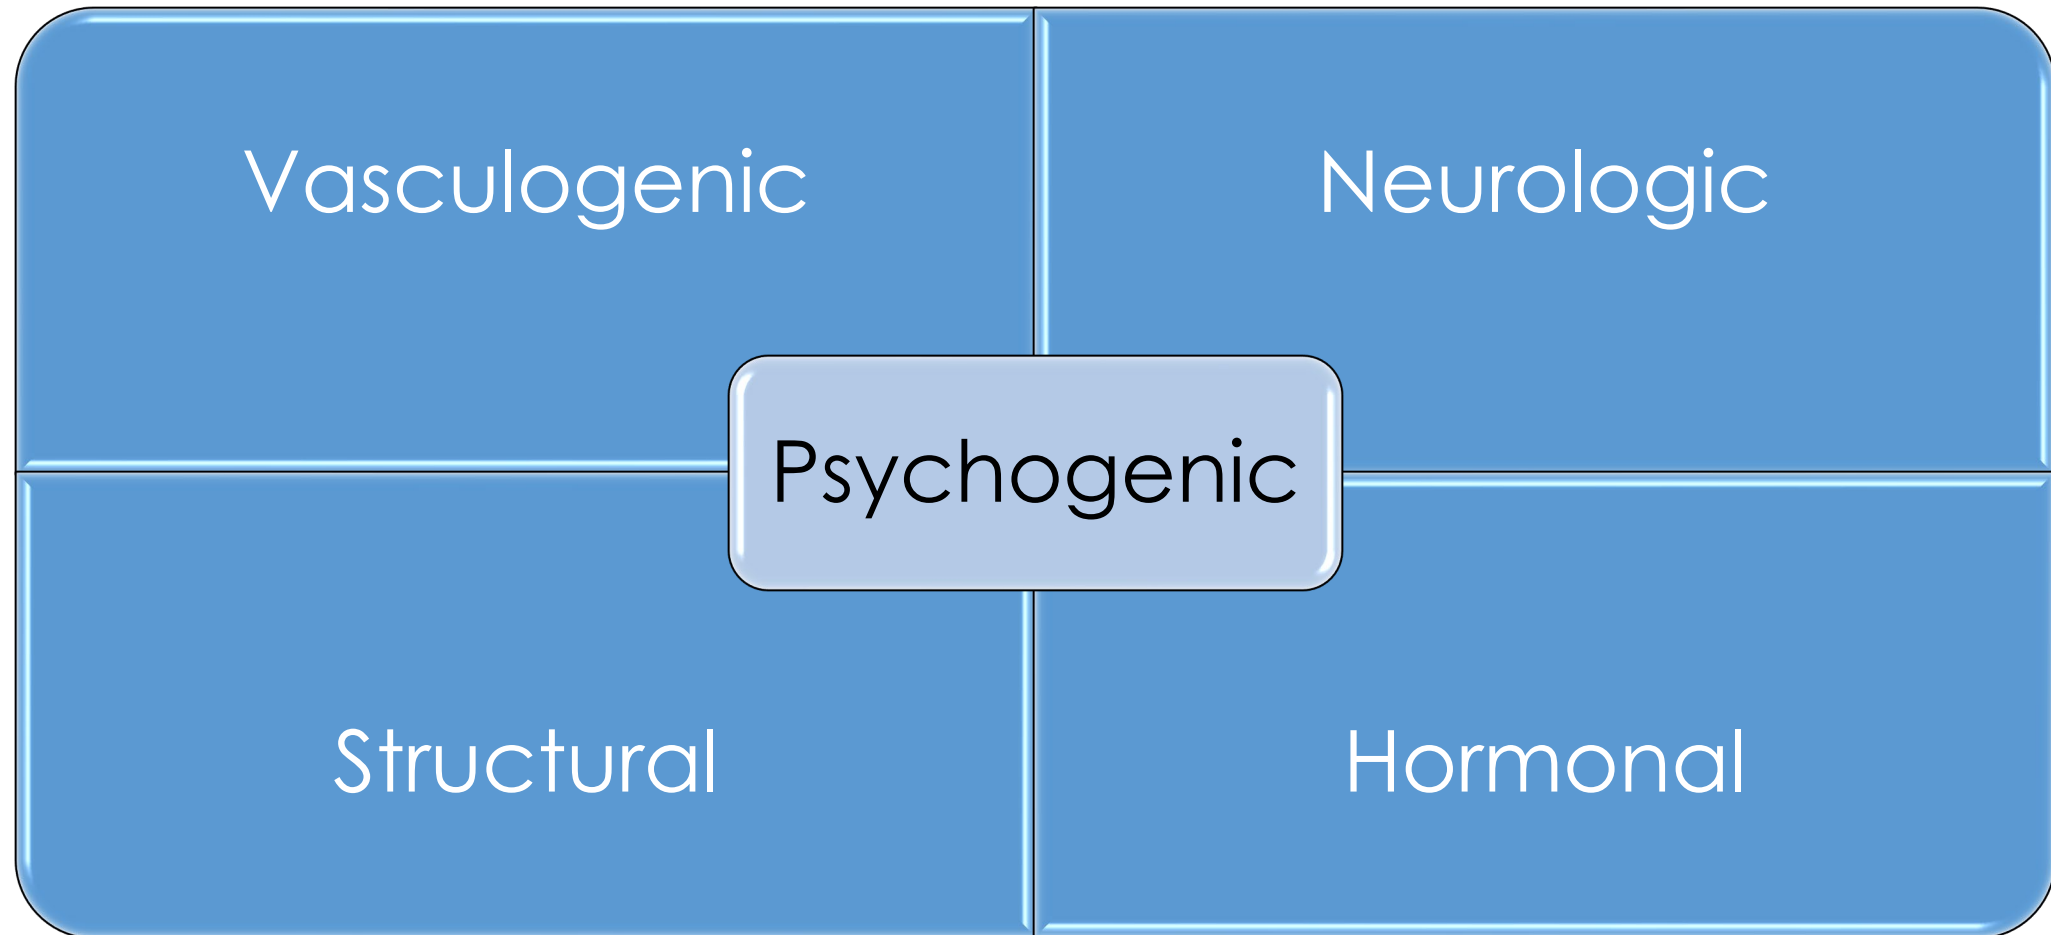 Vasculogenic
Neurologic
Psychogenic
Structural
Hormonal